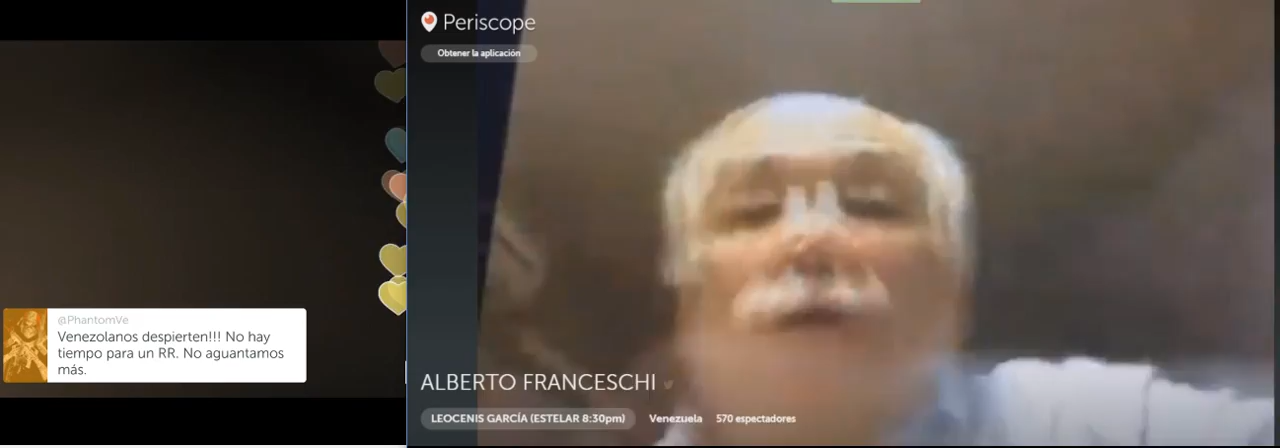 Periscope
Obtener la aplicación
@PhantomVe
Venezolanos despierten!!! No hay
tiempo para un RR. No aguantamos
más.
ALBERTO FRANCESCHI
LEOCENIS GARCÍA (ESTELAR 8:30pm) Venezuela 570 espectadores